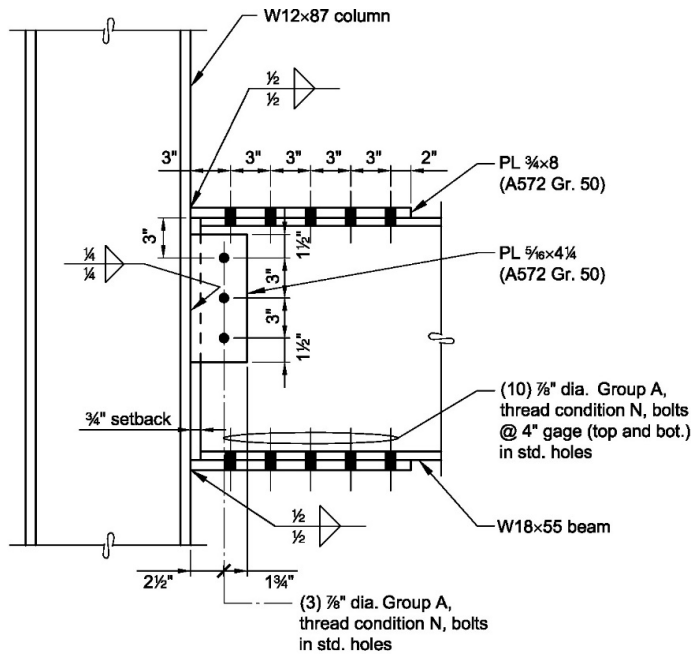 W12×87 column
½
½
3"
3"
3"
3"
3"
2"
PL ¾×8
(A572 Gr. 50)
3"
1½"
¼
¼
PL 5⁄16×4¼
(A572 Gr. 50)
3"
3"
1½"
(10) ⅞" dia. Group A,
thread condition N, bolts
@ 4" gage (top and bot.)
in std. holes
¾" setback
½
½
W18×55 beam
2½"
1¾"
(3) ⅞" dia. Group A,
thread condition N, bolts
in std. holes